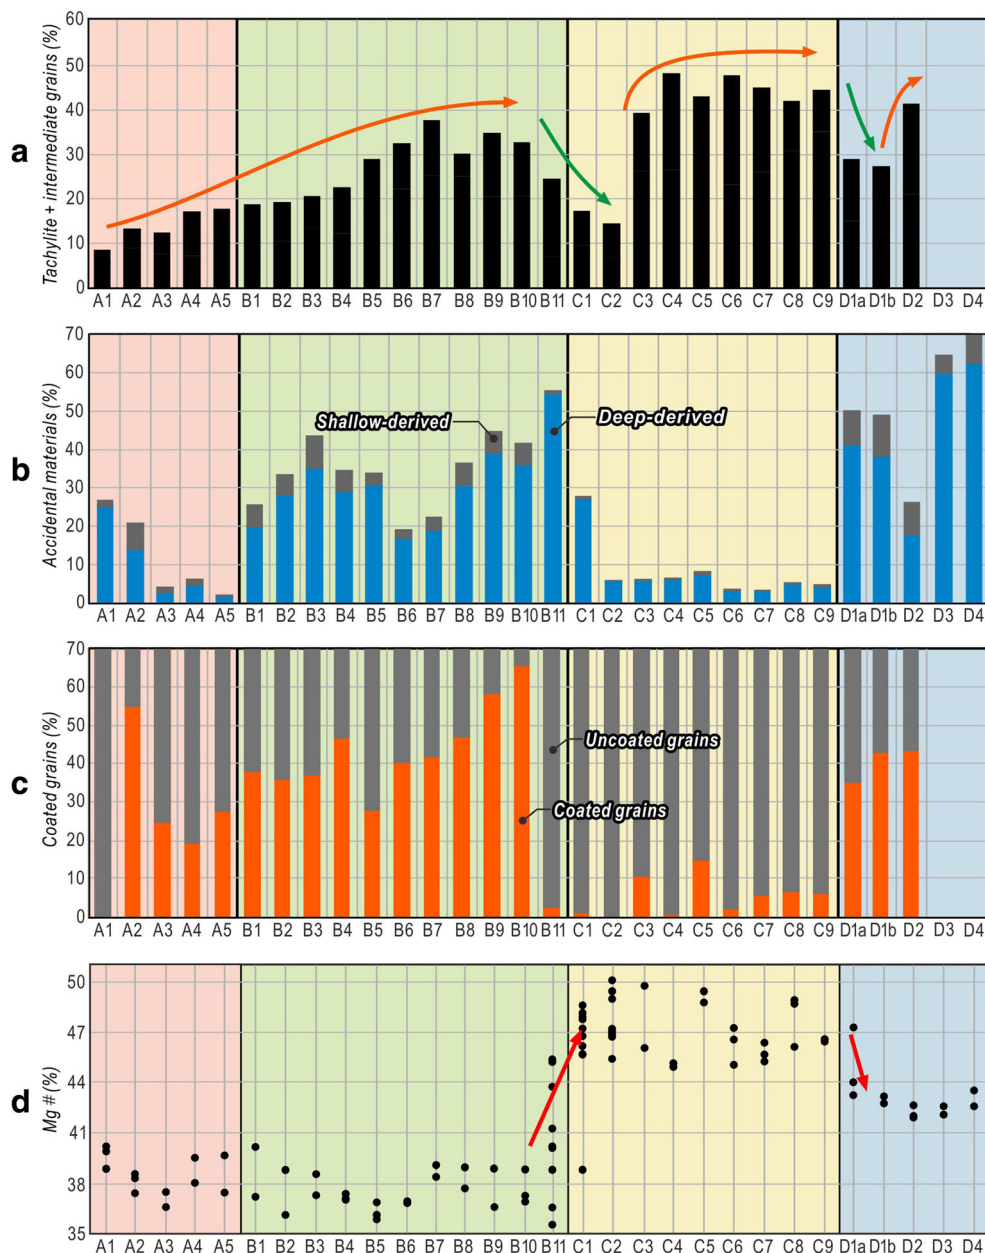 a
Tachylite + intermediate grains (%)
60
50
40
30
20
10
0
A1 A2 A3 A4 A5 B1 B2 B3 B4 B5 B6 B7 B8 B9 B10 B11 C1 C2 C3 C4 C5 C6 C7 C8 C9 D1a D1b D2 D3 D4
b
Accidental materials (%)
70
60
50
40
30
20
10
0
Shallow-derived
Deep-derived
A1 A2 A3 A4 A5 B1 B2 B3 B4 B5 B6 B7 B8 B9 B10 B11 C1 C2 C3 C4 C5 C6 C7 C8 C9 D1a D1b D2 D3 D4
c
Coated grains (%)
70
60
50
40
30
20
10
0
Uncoated grains
Coated grains
A1 A2 A3 A4 A5 B1 B2 B3 B4 B5 B6 B7 B8 B9 B10 B11 C1 C2 C3 C4 C5 C6 C7 C8 C9 D1a D1b D2 D3 D4
d
Mg # (%)
50
47
44
41
38
35
A1 A2 A3 A4 A5 B1 B2 B3 B4 B5 B6 B7 B8 B9 B10 B11 C1 C2 C3 C4 C5 C6 C7 C8 C9 D1a D1b D2 D3 D4